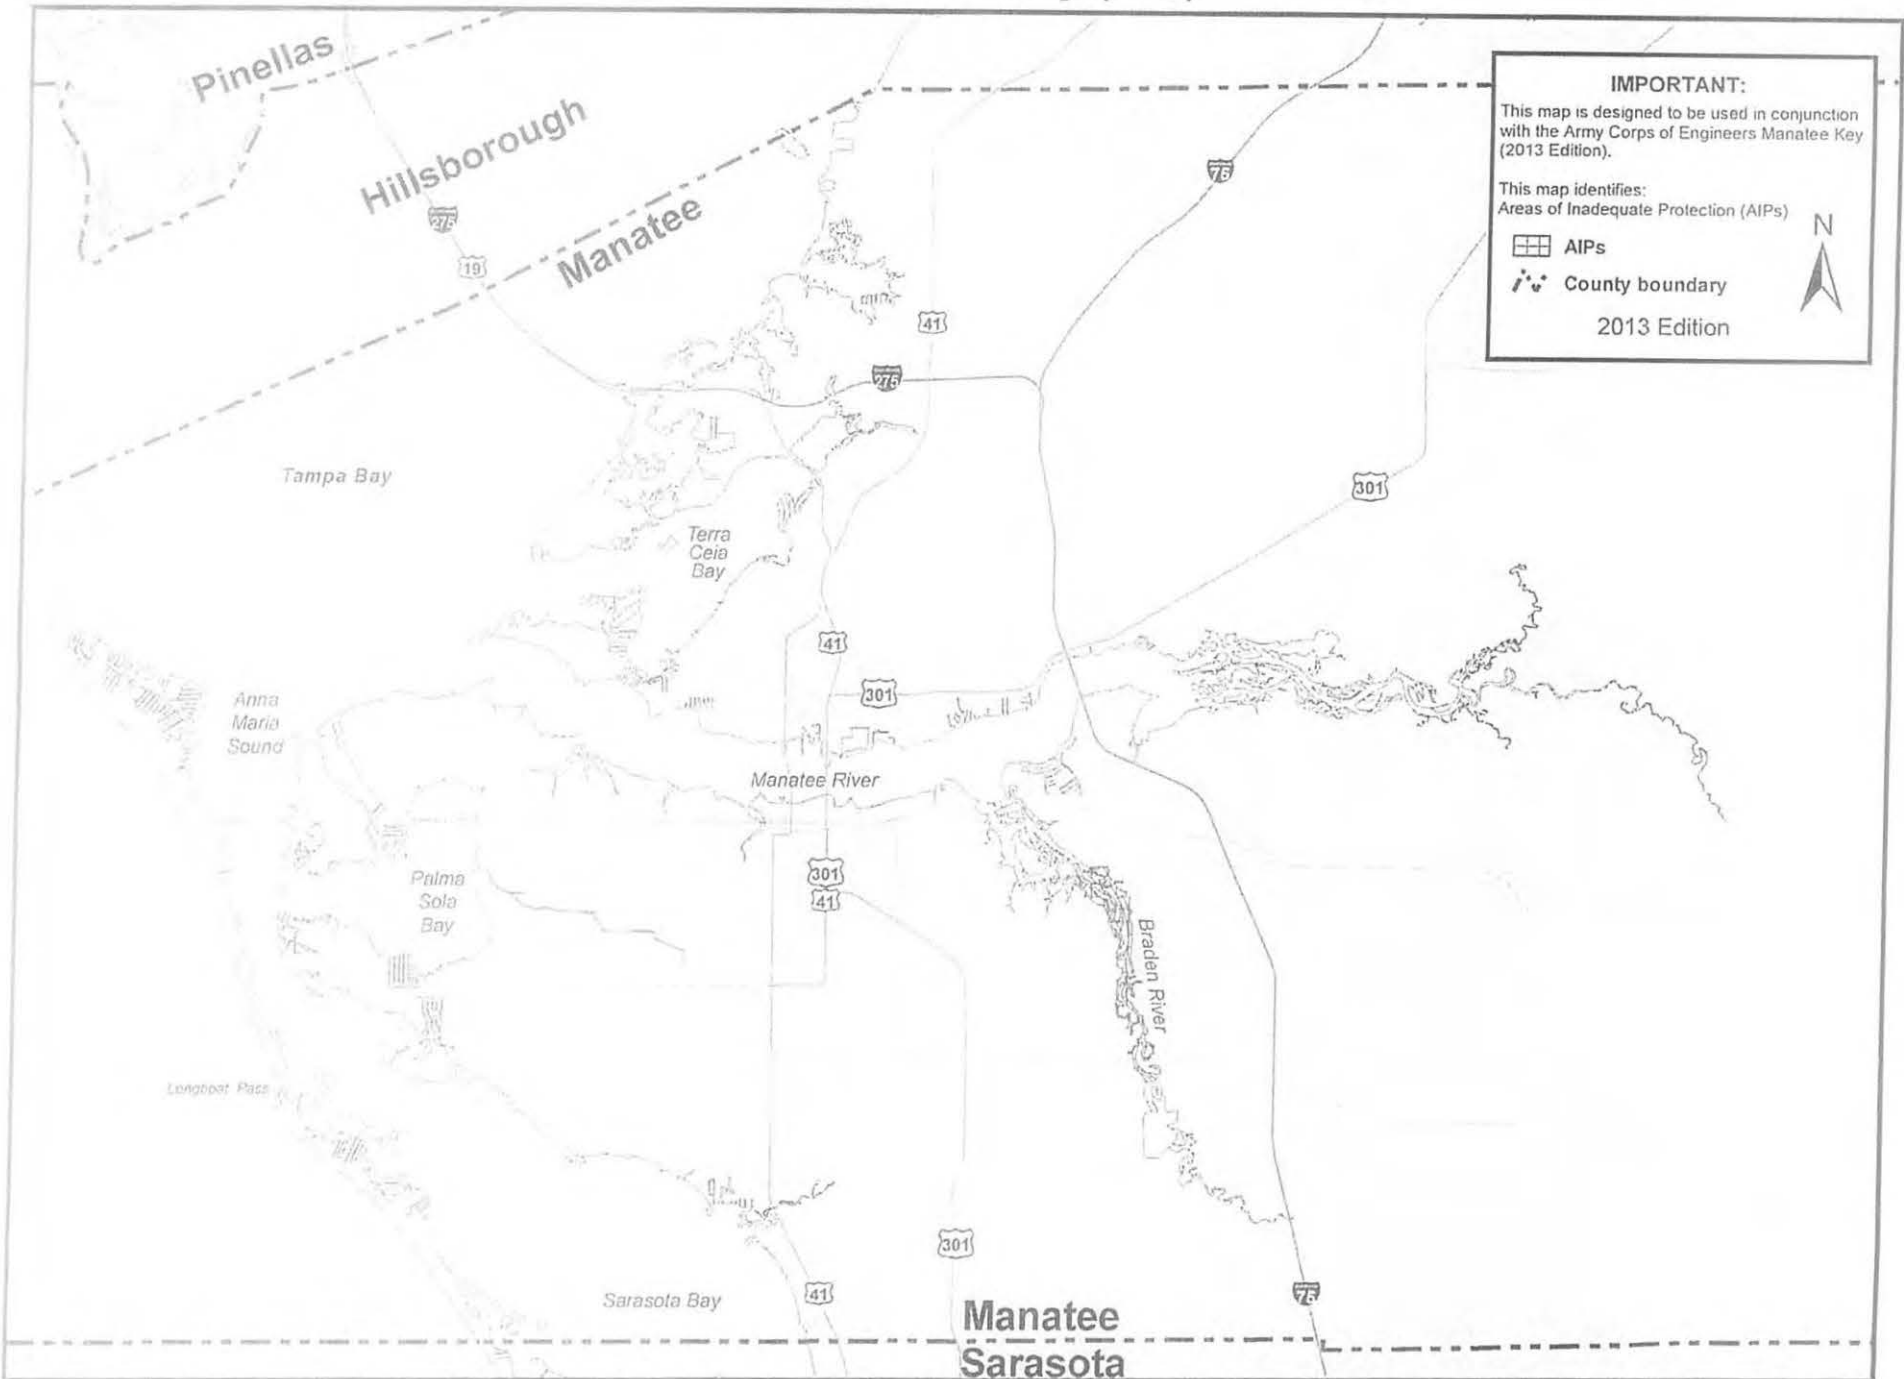 Pinellas
Hillsborough
Manatee
275
19
75
41
275
301
Tampa Bay
Terra
Ceia
Bay
41
301
Anna
Maria
Sound
Manatee River
301
41
Palma
Sola
Bay
Braden River
Longboat Pass
301
41
75
Sarasota Bay
Manatee
Sarasota
IMPORTANT:
This map is designed to be used in conjunction
with the Army Corps of Engineers Manatee Key
(2013 Edition).
This map identifies:
Areas of Inadequate Protection (AIPs)
N
AIPs
County boundary
2013 Edition